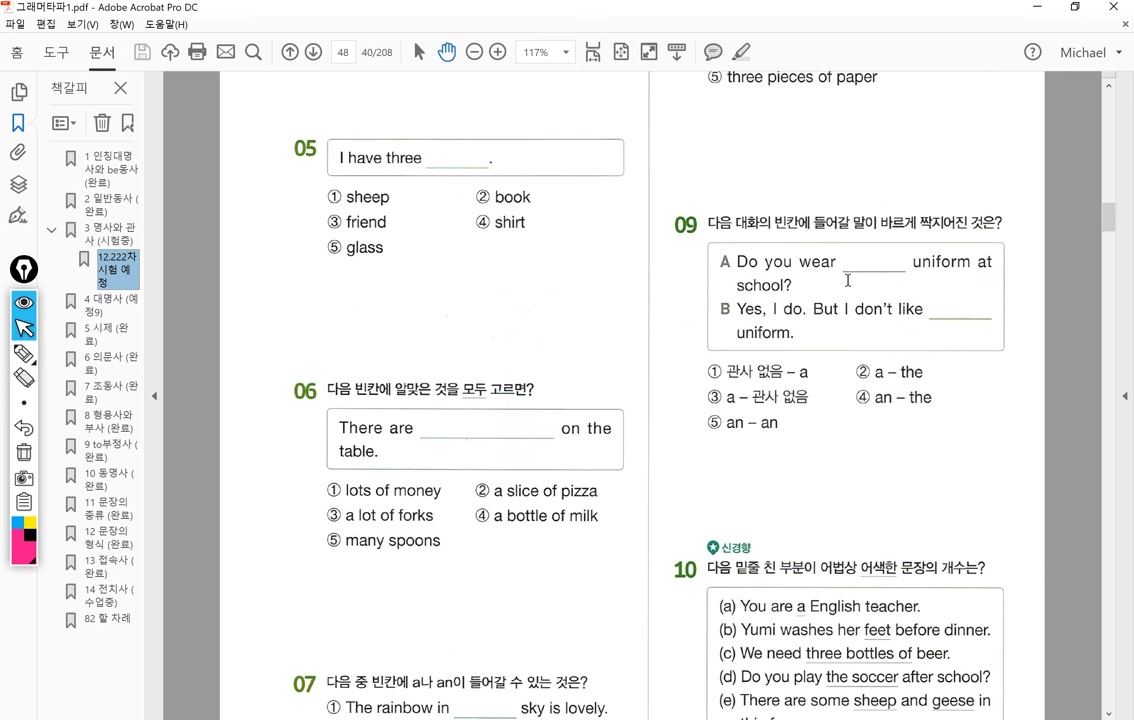 그래머타파1.pdf - Adobe Acrobat Pro DC
파일 편집 보기(V) 창(W) 도움말(H)
홈 도구 문서 48 40/208 117% Michael
책갈피
1 인칭대명
사와 be동사
(완료)
2 일반동사 (
완료)
3 명사와 관
사 (시험중)
12.222차
시험 예
정
4 대명사 (예
정9)
5 시제 (완
료)
6 의문사 (완
료)
7 조동사 (완
료)
8 형용사와
부사 (완료)
9 to부정사 (
완료)
10 동명사 (
완료)
11 문장의
종류 (완료)
12 문장의
형식 (완료)
13 접속사 (
완료)
14 전치사 (
수업중)
82 할 차례
05 I have three ______.
① sheep ② book
③ friend ④ shirt
⑤ glass
06 다음 빈칸에 알맞은 것을 모두 고르면?
There are ______ on the
table.
① lots of money ② a slice of pizza
③ a lot of forks ④ a bottle of milk
⑤ many spoons
07 다음 중 빈칸에 a나 an이 들어갈 수 있는 것은?
① The rainbow in ______ sky is lovely.
⑤ three pieces of paper
09 다음 대화의 빈칸에 들어갈 말이 바르게 짝지어진 것은?
A Do you wear ______ uniform at
school?
B Yes, I do. But I don't like ______
uniform.
① 관사 없음 – a ② a – the
③ a – 관사 없음 ④ an – the
⑤ an – an
신경향
10 다음 밑줄 친 부분이 어법상 어색한 문장의 개수는?
(a) You are a English teacher.
(b) Yumi washes her feet before dinner.
(c) We need three bottles of beer.
(d) Do you play the soccer after school?
(e) There are some sheep and geese in